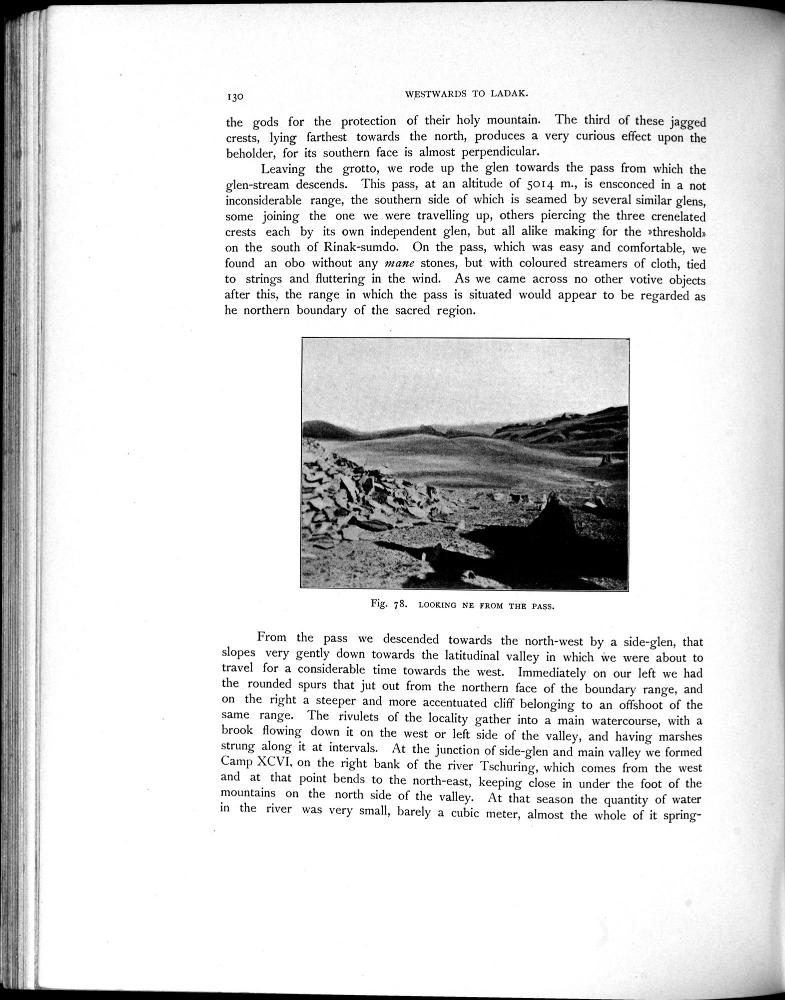 130 WESTWARDS TO LADAK.
the gods for the protection of their holy mountain. The third of these jagged
crests, lying farthest towards the north, produces a very curious effect upon the
beholder, for its southern face is almost perpendicular.
Leaving the grotto, we rode up the glen towards the pass from which the
glen-stream descends. This pass, at an altitude of 5014 m., is ensconced in a not
inconsiderable range, the southern side of which is seamed by several similar glens,
some joining the one we were travelling up, others piercing the three crenelated
crests each by its own independent glen, but all alike making for the »threshold»
on the south of Rinak-sumdo. On the pass, which was easy and comfortable, we
found an obo without any mane stones, but with coloured streamers of cloth, tied
to strings and fluttering in the wind. As we came across no other votive objects
after this, the range in which the pass is situated would appear to be regarded as
he northern boundary of the sacred region.
Fig. 78. LOOKING NE FROM THE PASS.
From the pass we descended towards the north-west by a side-glen, that
slopes very gently down towards the latitudinal valley in which we were about to
travel for a considerable time towards the west. Immediately on our left we had
the rounded spurs that jut out from the northern face of the boundary range, and
on the right a steeper and more accentuated cliff belonging to an offshoot of the
same range. The rivulets of the locality gather into a main watercourse, with a
brook flowing down it on the west or left side of the valley, and having marshes
strung along it at intervals. At the junction of side-glen and main valley we formed
Camp XCVI, on the right bank of the river Tschuring, which comes from the west
and at that point bends to the north-east, keeping close in under the foot of the
mountains on the north side of the valley. At that season the quantity of water
in the river was very small, barely a cubic meter, almost the whole of it spring-